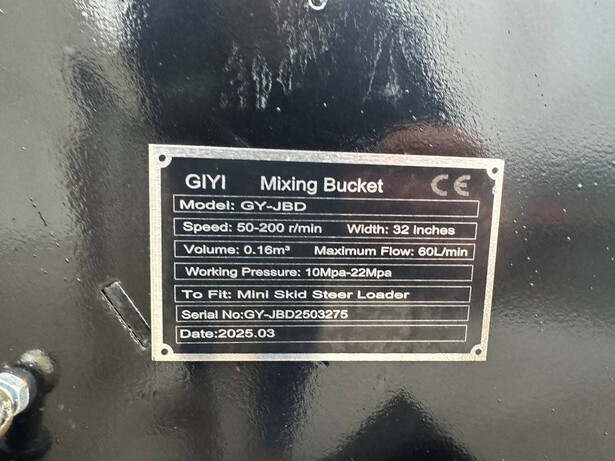 GIYI Mixing Bucket CE
Model: GY-JBD
Speed: 50-200 r/min Width: 32 inches
Volume: 0.16m³ Maximum Flow: 60L/min
Working Pressure: 10Mpa-22Mpa
To Fit: Mini Skid Steer Loader
Serial No:GY-JBD2503275
Date:2025.03